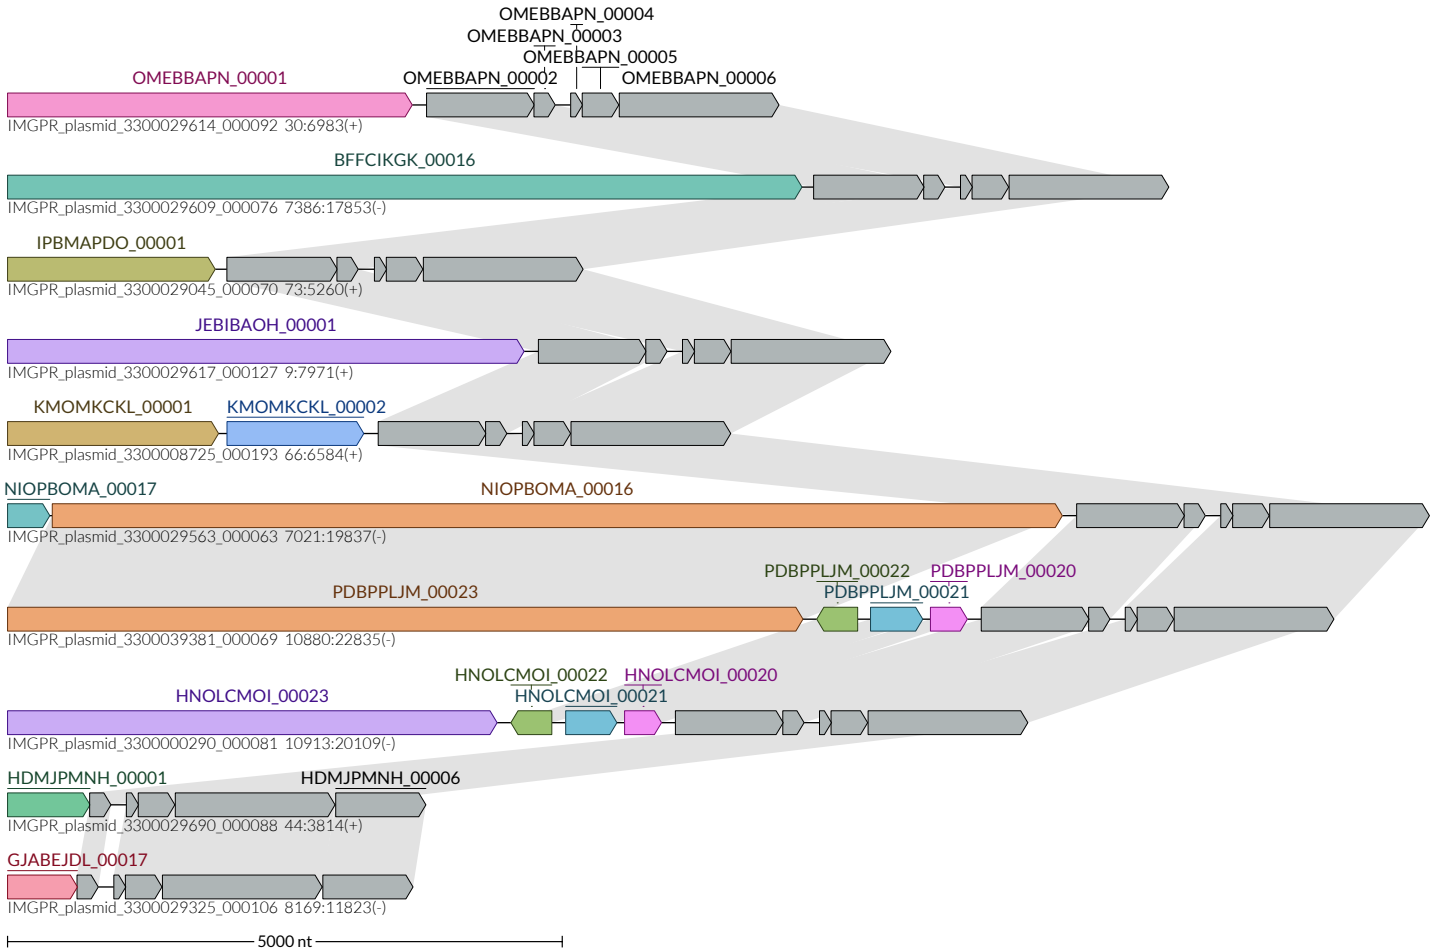 OMEBBAPN_00004
OMEBBAPN_00003
OMEBBAPN_00005
OMEBBAPN_00001 OMEBBAPN_00002 OMEBBAPN_00006
IMGPR_plasmid_3300029614_000092 30:6983(+)
BFFCIKGK_00016
IMGPR_plasmid_3300029609_000076 7386:17853(-)
IPBMAPDO_00001
IMGPR_plasmid_3300029045_000070 73:5260(+)
JEBIBAOH_00001
IMGPR_plasmid_3300029617_000127 9:7971(+)
KMOMKCKL_00001 KMOMKCKL_00002
IMGPR_plasmid_3300008725_000193 66:6584(+)
NIOPBOMA_00017 NIOPBOMA_00016
IMGPR_plasmid_3300029563_000063 7021:19837(-)
PDBPPLJM_00022 PDBPPLJM_00020
PDBPPLJM_00023 PDBPPLJM_00021
IMGPR_plasmid_3300039381_000069 10880:22835(-)
HNOLCMOI_00022 HNOLCMOI_00020
HNOLCMOI_00023 HNOLCMOI_00021
IMGPR_plasmid_3300000290_000081 10913:20109(-)
HDMJPMNH_00001 HDMJPMNH_00006
IMGPR_plasmid_3300029690_000088 44:3814(+)
GJABEJDL_00017
IMGPR_plasmid_3300029325_000106 8169:11823(-)
5000 nt